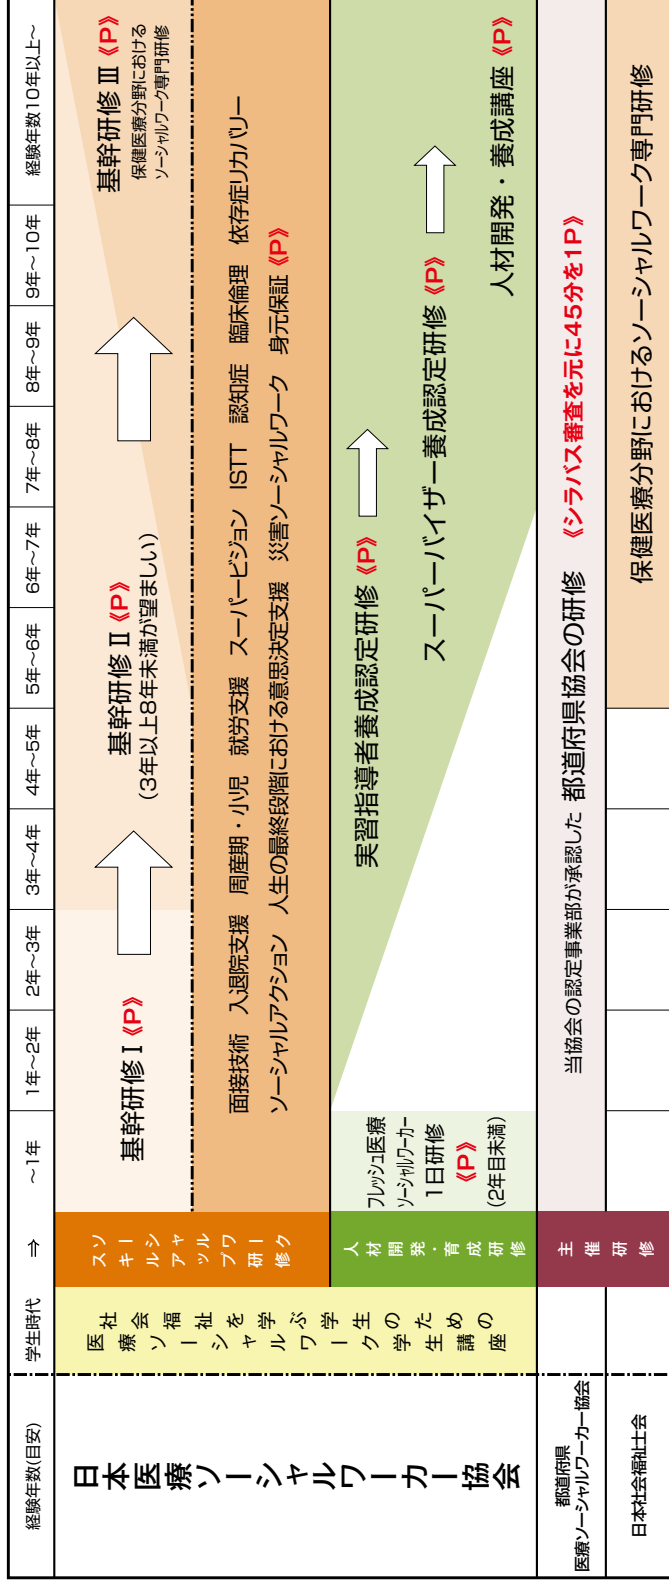 経験年数(目安)
学生時代
⇒
～1年
1年～2年
2年～3年
3年～4年
4年～5年
5年～6年
6年～7年
7年～8年
8年～9年
9年～10年
経験年数10年以上～
日本医療ソーシャルワーカー協会
社会福祉を学ぶ学生のための
医療ソーシャルワーク学生講座
ソーシャルワーク
スキルアップ研修
基幹研修Ⅰ《P》
基幹研修Ⅱ《P》
(3年以上8年未満が望ましい)
基幹研修Ⅲ《P》
保健医療分野における
ソーシャルワーク専門研修
面接技術　入退院支援　周産期・小児　就労支援　スーパービジョン　ISTT　認知症　臨床倫理　依存症リカバリー
ソーシャルアクション　人生の最終段階における意思決定支援　災害ソーシャルワーク　身元保証《P》
人材開発・育成研修
フレッシュ医療
ソーシャルワーカー
1日研修
《P》
(2年目未満)
実習指導者養成認定研修《P》
スーパーバイザー養成認定研修《P》
人材開発・養成講座《P》
都道府県
医療ソーシャルワーカー協会
主催研修
当協会の認定事業部が承認した 都道府県協会の研修　《シラバス審査を元に45分を1P》
日本社会福祉士会
保健医療分野におけるソーシャルワーク専門研修